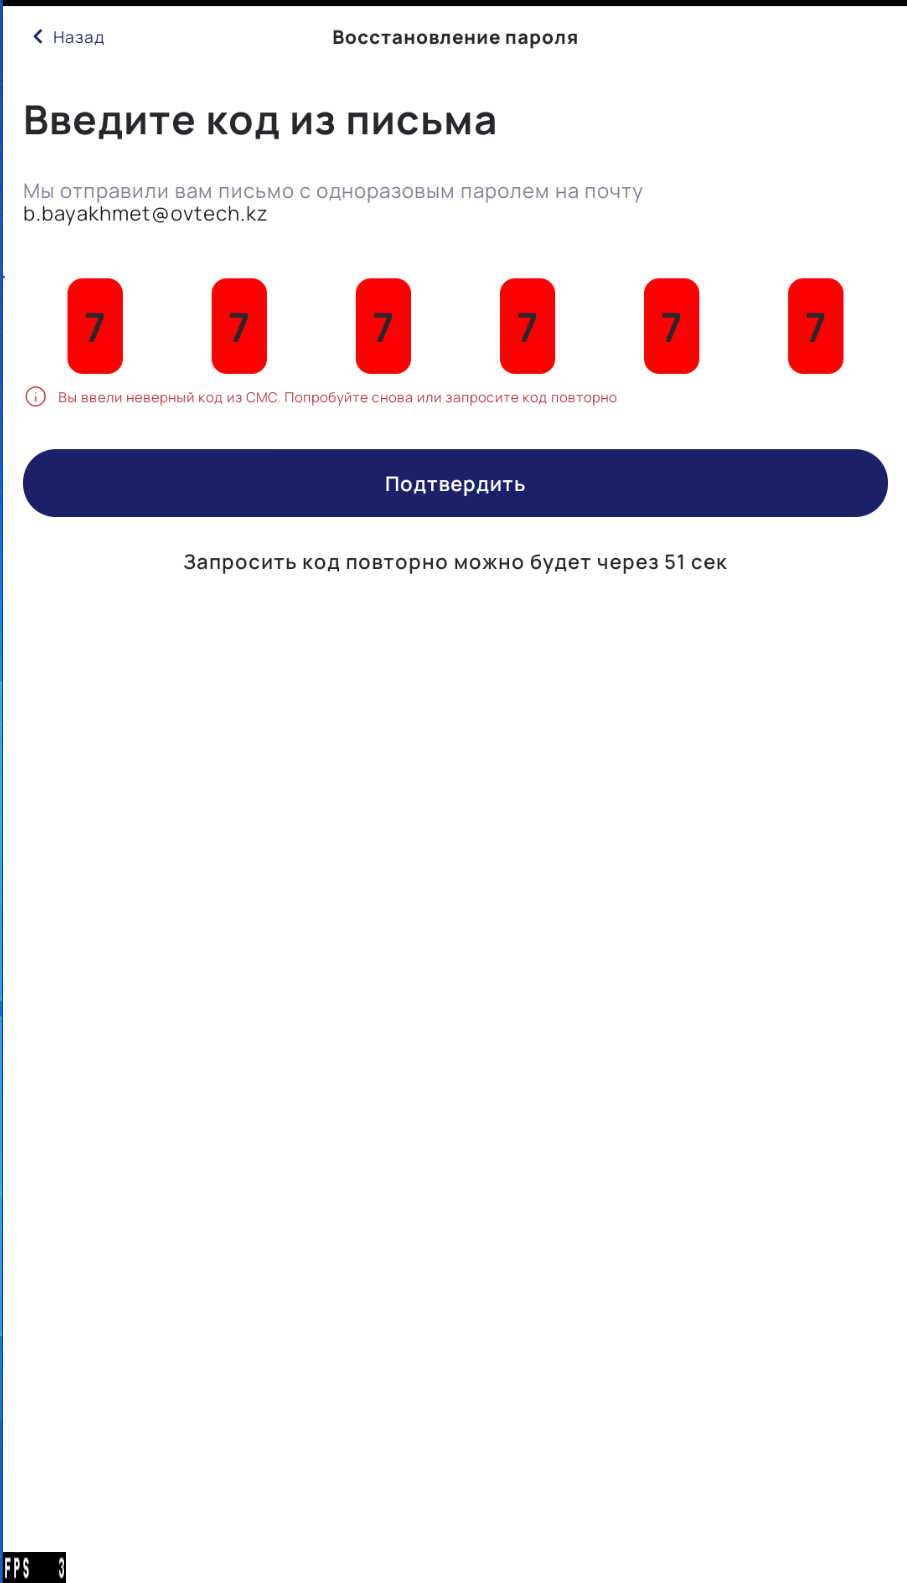 Назад
Восстановление пароля
Введите код из письма
Мы отправили вам письмо с одноразовым паролем на почту
b.bayakhmet@ovtech.kz
7 7 7 7 7 7
Вы ввели неверный код из СМС. Попробуйте снова или запросите код повторно
Подтвердить
Запросить код повторно можно будет через 51 сек
FPS 3